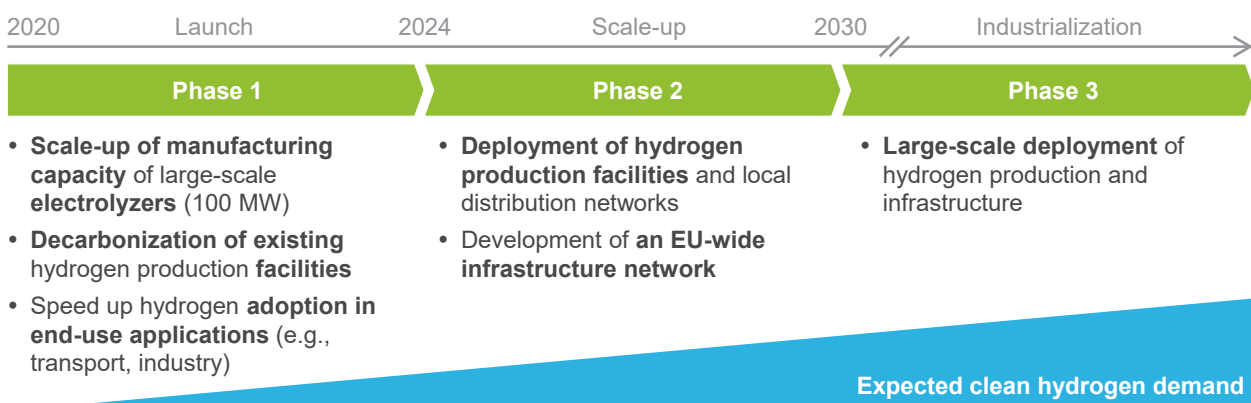 2020 Launch 2024 Scale-up 2030 Industrialization
Phase 1 Phase 2 Phase 3
• Scale-up of manufacturing
capacity of large-scale
electrolyzers (100 MW)
• Decarbonization of existing
hydrogen production facilities
• Speed up hydrogen adoption in
end-use applications (e.g.,
transport, industry)
• Deployment of hydrogen
production facilities and local
distribution networks
• Development of an EU-wide
infrastructure network
• Large-scale deployment of
hydrogen production and
infrastructure
Expected clean hydrogen demand